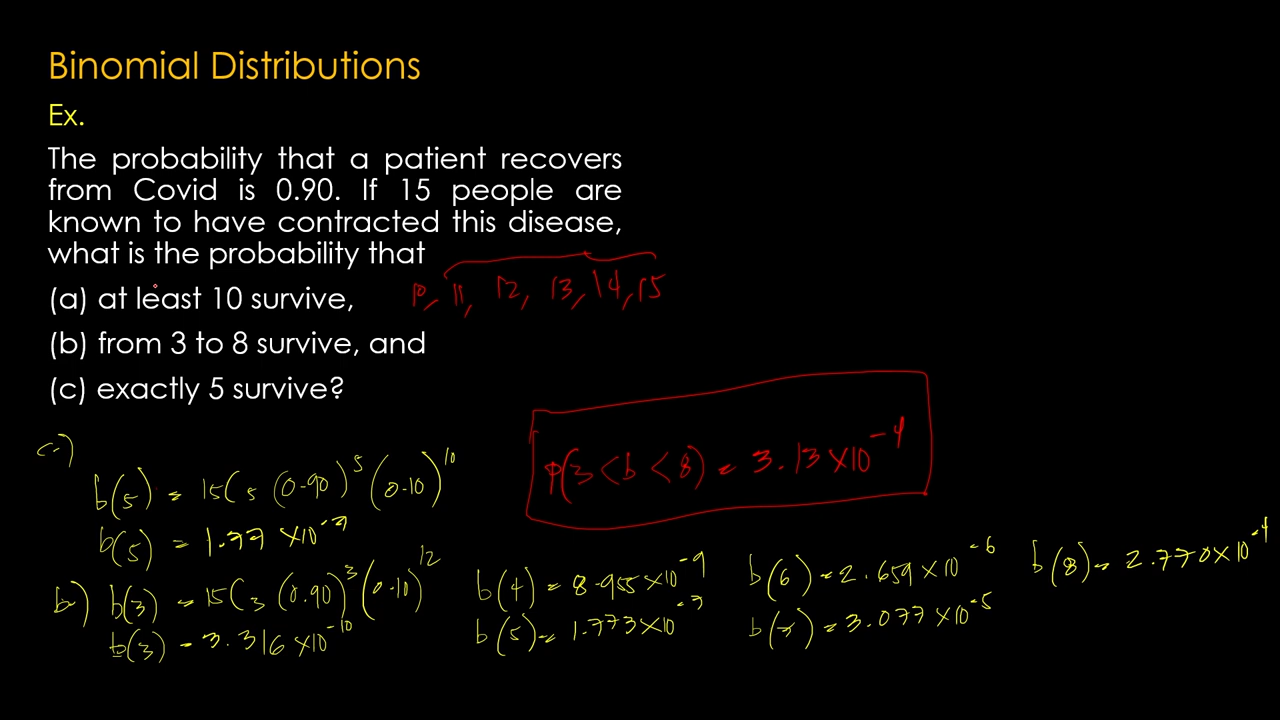 Binomial Distributions
Ex.
The probability that a patient recovers
from Covid is 0.90. If 15 people are
known to have contracted this disease,
what is the probability that
(a) at least 10 survive,
10, 11, 12, 13, 14, 15
(b) from 3 to 8 survive, and
(c) exactly 5 survive?
P(3 < b < 8) = 3.13 × 10⁻⁴
c.)
b(5) = 15C5 (0.90)⁵ (0.10)¹⁰
b(5) = 1.77 × 10⁻⁷
b.) b(3) = 15C3 (0.90)³ (0.10)¹²
b(3) = 3.316 × 10⁻¹⁰
b(4) = 8.955 × 10⁻⁹
b(5) = 1.773 × 10⁻⁷
b(6) = 2.659 × 10⁻⁶
b(7) = 3.077 × 10⁻⁵
b(8) = 2.770 × 10⁻⁴